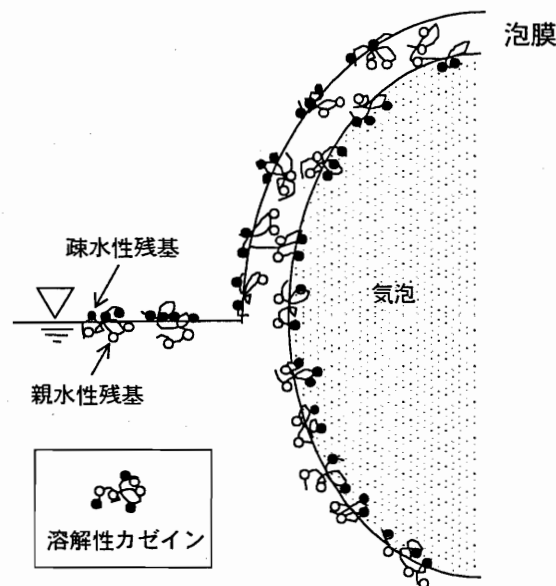 泡膜
疎水性残基
気泡
親水性残基
溶解性カゼイン